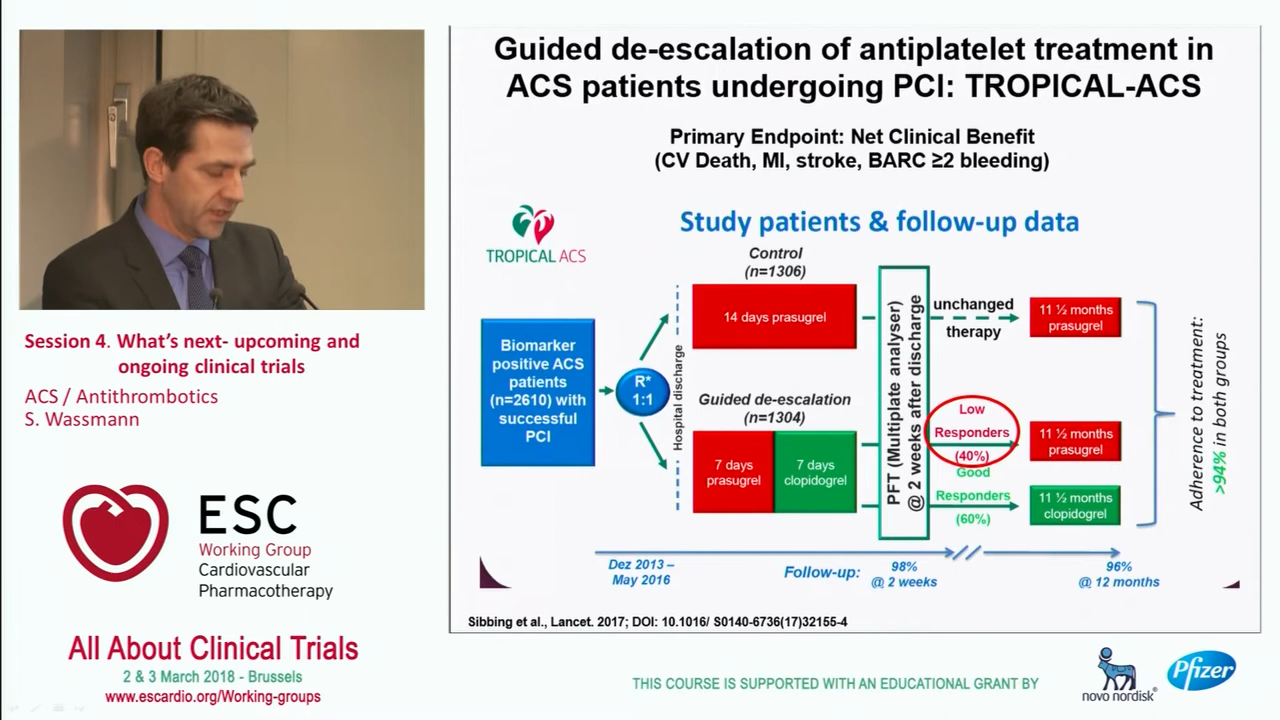 Guided de-escalation of antiplatelet treatment in
ACS patients undergoing PCI: TROPICAL-ACS
Primary Endpoint: Net Clinical Benefit
(CV Death, MI, stroke, BARC ≥2 bleeding)
TROPICAL ACS
Study patients & follow-up data
Biomarker
positive ACS
patients
(n=2610) with
successful
PCI
R*
1:1
Hospital discharge
Control
(n=1306)
14 days prasugrel
Guided de-escalation
(n=1304)
7 days
prasugrel
7 days
clopidogrel
PFT (Multiplate analyser)
@ 2 weeks after discharge
unchanged
therapy
11 ½ months
prasugrel
Low
Responders
(40%)
11 ½ months
prasugrel
Good
Responders
(60%)
11 ½ months
clopidogrel
Adherence to treatment:
>94% in both groups
Dez 2013 –
May 2016
Follow-up:
98%
@ 2 weeks
96%
@ 12 months
Sibbing et al., Lancet. 2017; DOI: 10.1016/ S0140-6736(17)32155-4
Session 4. What's next- upcoming and
ongoing clinical trials
ACS / Antithrombotics
S. Wassmann
ESC
Working Group
Cardiovascular
Pharmacotherapy
All About Clinical Trials
2 & 3 March 2018 - Brussels
www.escardio.org/Working-groups
THIS COURSE IS SUPPORTED WITH AN EDUCATIONAL GRANT BY
novo nordisk®
Pfizer